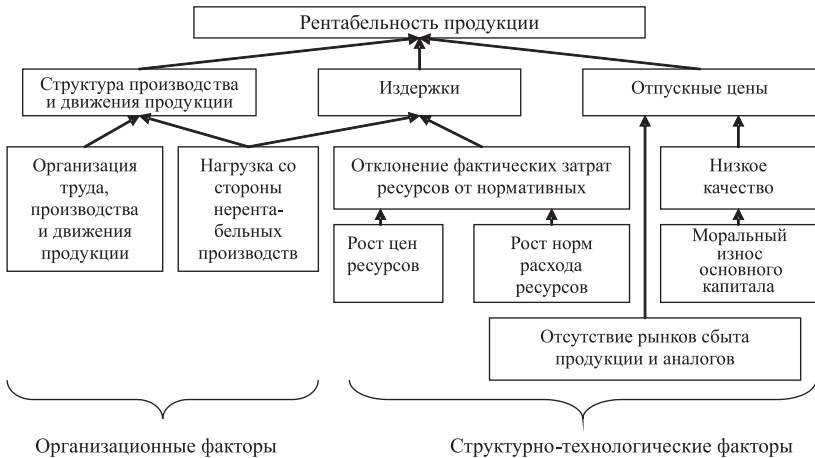 Рентабельность продукции
Структура производства
и движения продукции
Издержки
Отпускные цены
Организация
труда,
производства
и движения
продукции
Нагрузка со
стороны
нерента-
бельных
производств
Отклонение фактических затрат
ресурсов от нормативных
Низкое
качество
Рост цен
ресурсов
Рост норм
расхода
ресурсов
Моральный
износ
основного
капитала
Отсутствие рынков сбыта
продукции и аналогов
Организационные факторы
Структурно-технологические факторы